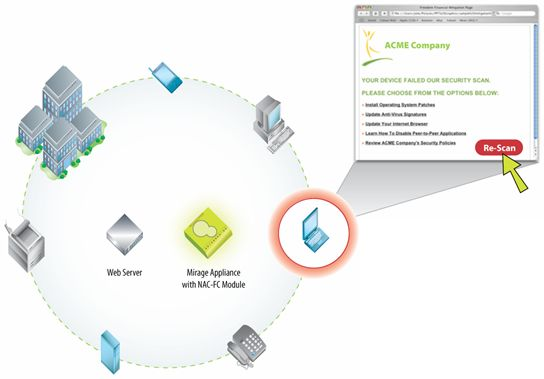 ACME Company
YOUR DEVICE FAILED OUR SECURITY SCAN.
PLEASE CHOOSE FROM THE OPTIONS BELOW:
Install Operating System Patches
Update Anti-Virus Signatures
Update Your Internet Browser
Learn How To Disable Peer-to-Peer Applications
Review ACME Company's Security Policies
Re-Scan
Web Server
Mirage Appliance
with NAC-FC Module